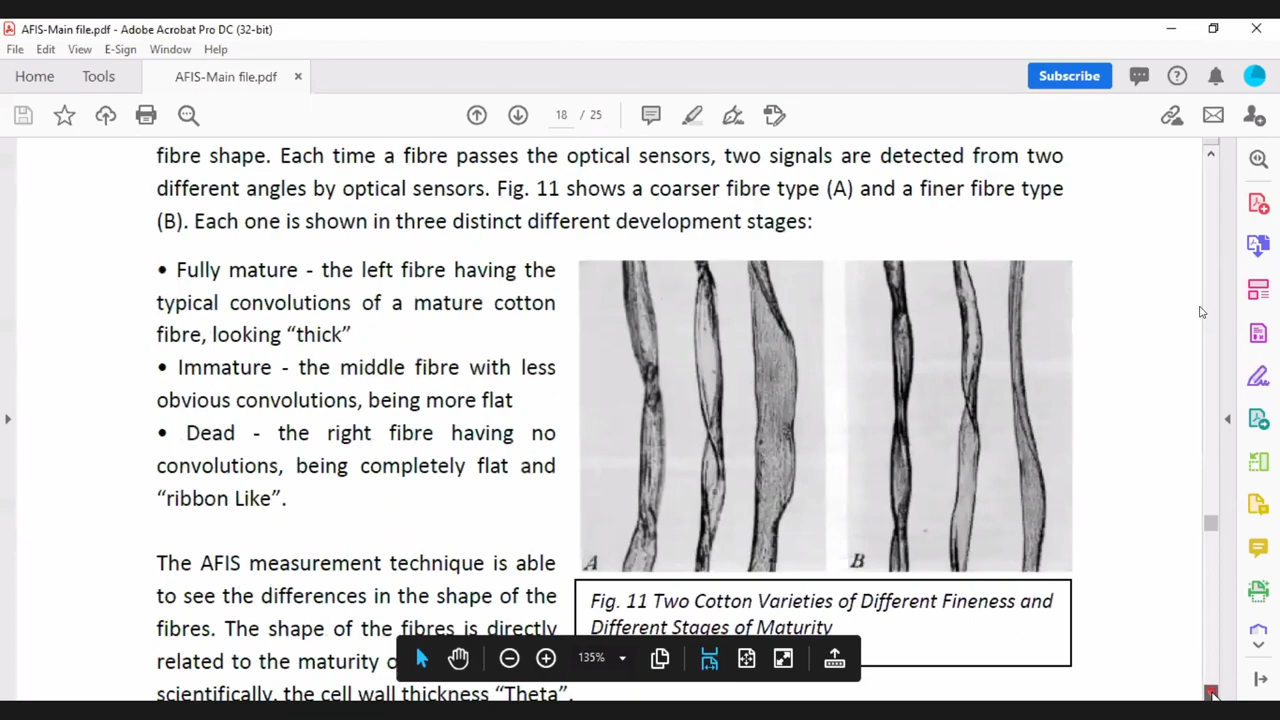 AFIS-Main file.pdf - Adobe Acrobat Pro DC (32-bit)
File Edit View E-Sign Window Help
Home Tools AFIS-Main file.pdf × Subscribe
18 / 25
fibre shape. Each time a fibre passes the optical sensors, two signals are detected from two
different angles by optical sensors. Fig. 11 shows a coarser fibre type (A) and a finer fibre type
(B). Each one is shown in three distinct different development stages:
• Fully mature - the left fibre having the
typical convolutions of a mature cotton
fibre, looking “thick”
• Immature - the middle fibre with less
obvious convolutions, being more flat
• Dead - the right fibre having no
convolutions, being completely flat and
“ribbon Like”.
The AFIS measurement technique is able
to see the differences in the shape of the
fibres. The shape of the fibres is directly
related to the maturity
scientifically, the cell wall thickness “Theta”.
A
B
Fig. 11 Two Cotton Varieties of Different Fineness and
Different Stages of Maturity
135%